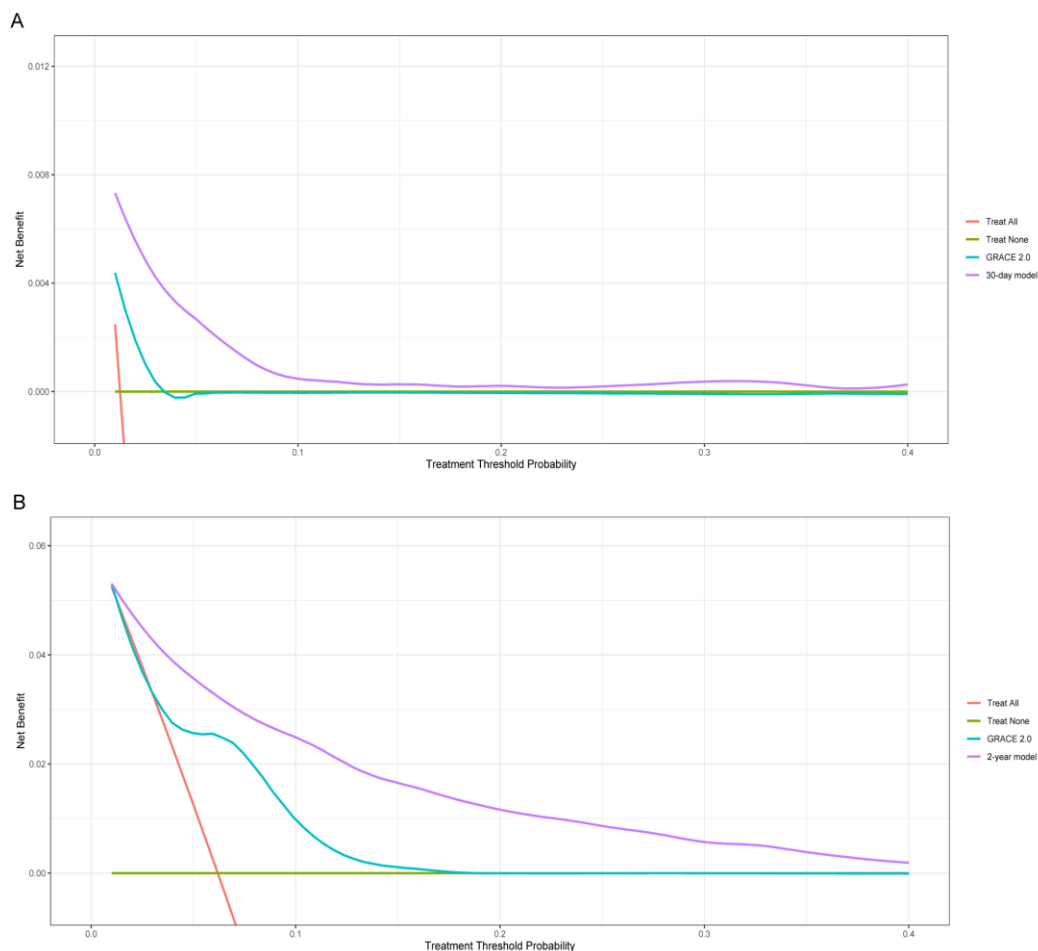 A
0.012
0.008
0.004
0.000
Net Benefit
0.0 0.1 0.2 0.3 0.4
Treatment Threshold Probability
Treat All
Treat None
GRACE 2.0
30-day model
B
0.06
0.04
0.02
0.00
Net Benefit
0.0 0.1 0.2 0.3 0.4
Treatment Threshold Probability
Treat All
Treat None
GRACE 2.0
2-year model